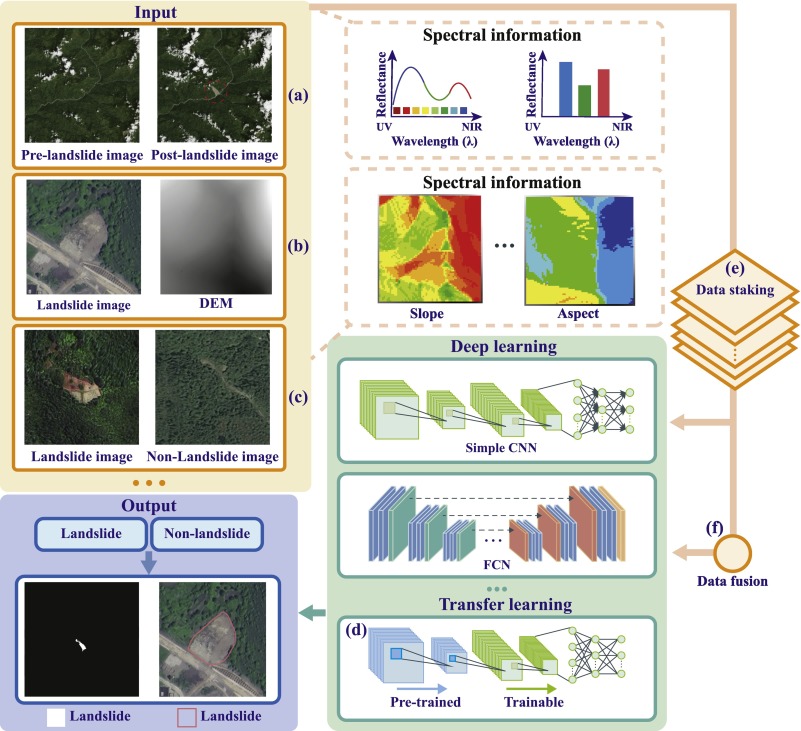 Input
(a)
Pre-landslide image
Post-landslide image
(b)
Landslide image
DEM
(c)
Landslide image
Non-Landslide image
Spectral information
Reflectance
UV
NIR
Wavelength (λ)
Reflectance
UV
NIR
Wavelength (λ)
Spectral information
Slope
Aspect
(e)
Data staking
(f)
Data fusion
Deep learning
Simple CNN
FCN
Transfer learning
(d)
Pre-trained
Trainable
Output
Landslide
Non-landslide
Landslide
Landslide